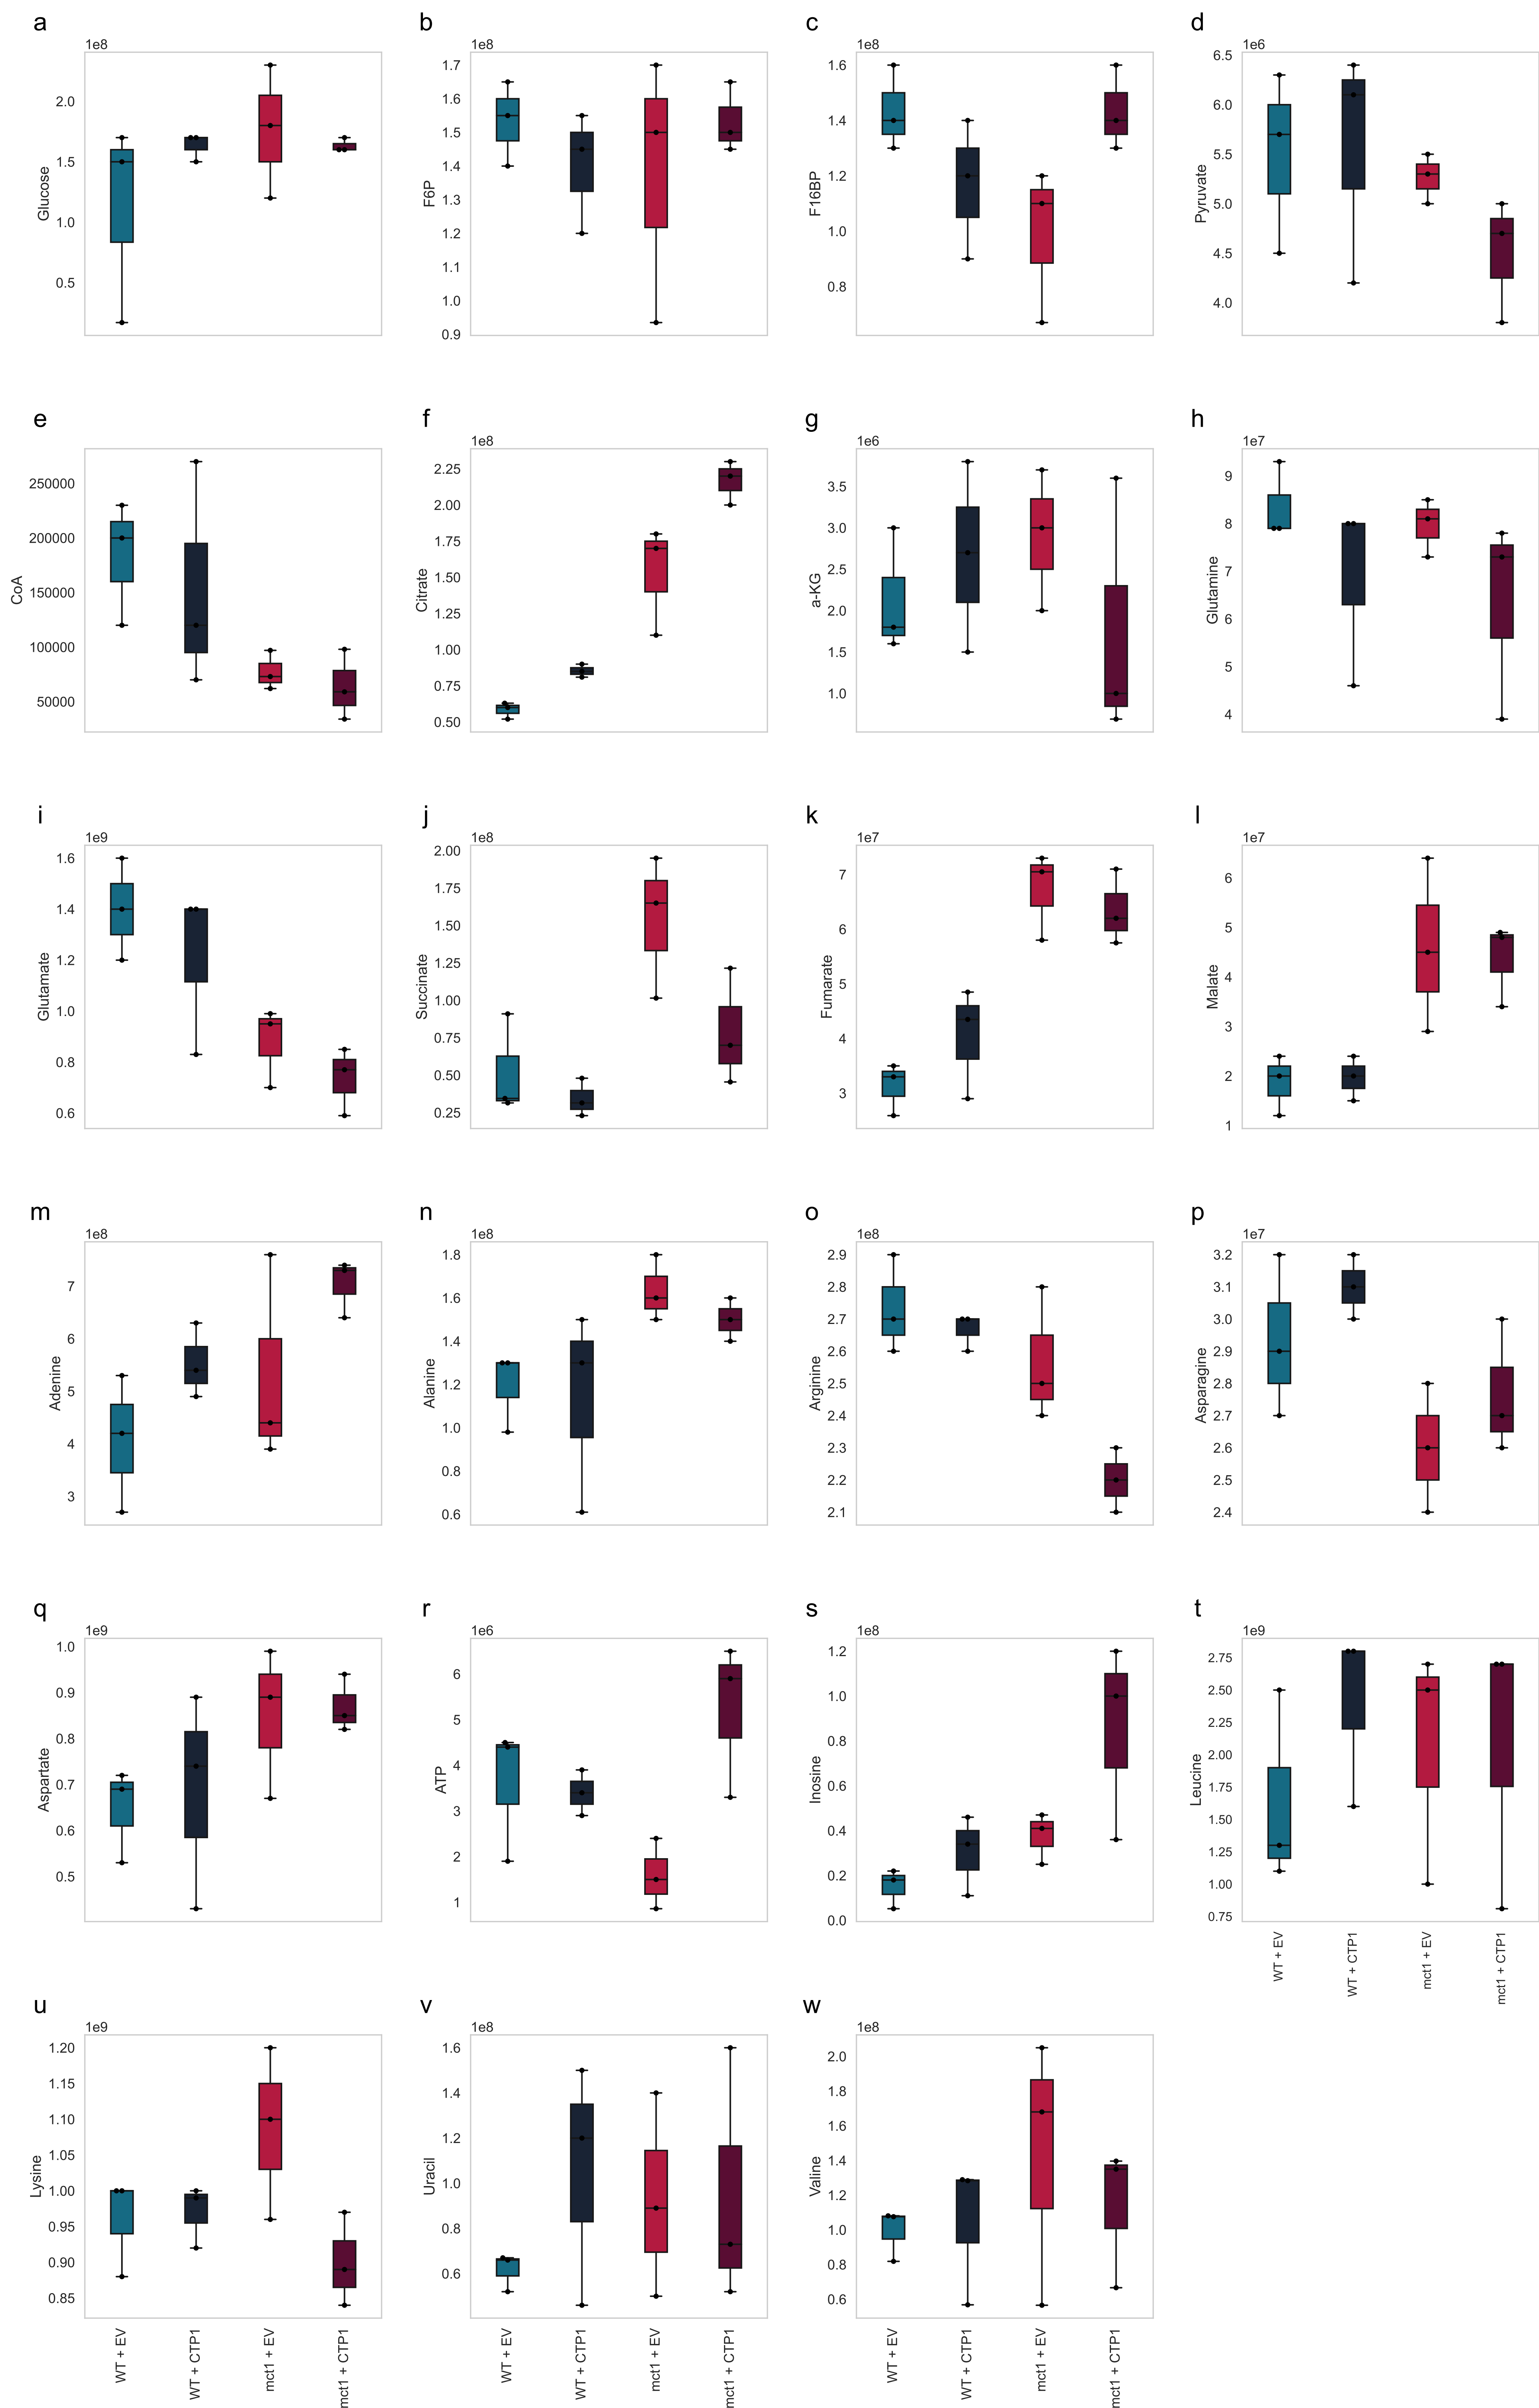 a
1e8
Glucose
2.0
1.5
1.0
0.5
b
1e8
F6P
1.7
1.6
1.5
1.4
1.3
1.2
1.1
1.0
0.9
c
1e8
F16BP
1.6
1.4
1.2
1.0
0.8
d
1e6
Pyruvate
6.5
6.0
5.5
5.0
4.5
4.0
e
CoA
250000
200000
150000
100000
50000
f
1e8
Citrate
2.25
2.00
1.75
1.50
1.25
1.00
0.75
0.50
g
1e6
a-KG
3.5
3.0
2.5
2.0
1.5
1.0
h
1e7
Glutamine
9
8
7
6
5
4
i
1e9
Glutamate
1.6
1.4
1.2
1.0
0.8
0.6
j
1e8
Succinate
2.00
1.75
1.50
1.25
1.00
0.75
0.50
0.25
k
1e7
Fumarate
7
6
5
4
3
l
1e7
Malate
6
5
4
3
2
1
m
1e8
Adenine
7
6
5
4
3
n
1e8
Alanine
1.8
1.6
1.4
1.2
1.0
0.8
0.6
o
1e8
Arginine
2.9
2.8
2.7
2.6
2.5
2.4
2.3
2.2
2.1
p
1e7
Asparagine
3.2
3.1
3.0
2.9
2.8
2.7
2.6
2.5
2.4
q
1e9
Aspartate
1.0
0.9
0.8
0.7
0.6
0.5
r
1e6
ATP
6
5
4
3
2
1
s
1e8
Inosine
1.2
1.0
0.8
0.6
0.4
0.2
0.0
t
1e9
Leucine
2.75
2.50
2.25
2.00
1.75
1.50
1.25
1.00
0.75
WT + EV
WT + CTP1
mct1 + EV
mct1 + CTP1
u
1e9
Lysine
1.20
1.15
1.10
1.05
1.00
0.95
0.90
0.85
WT + EV
WT + CTP1
mct1 + EV
mct1 + CTP1
v
1e8
Uracil
1.6
1.4
1.2
1.0
0.8
0.6
WT + EV
WT + CTP1
mct1 + EV
mct1 + CTP1
w
1e8
Valine
2.0
1.8
1.6
1.4
1.2
1.0
0.8
0.6
WT + EV
WT + CTP1
mct1 + EV
mct1 + CTP1